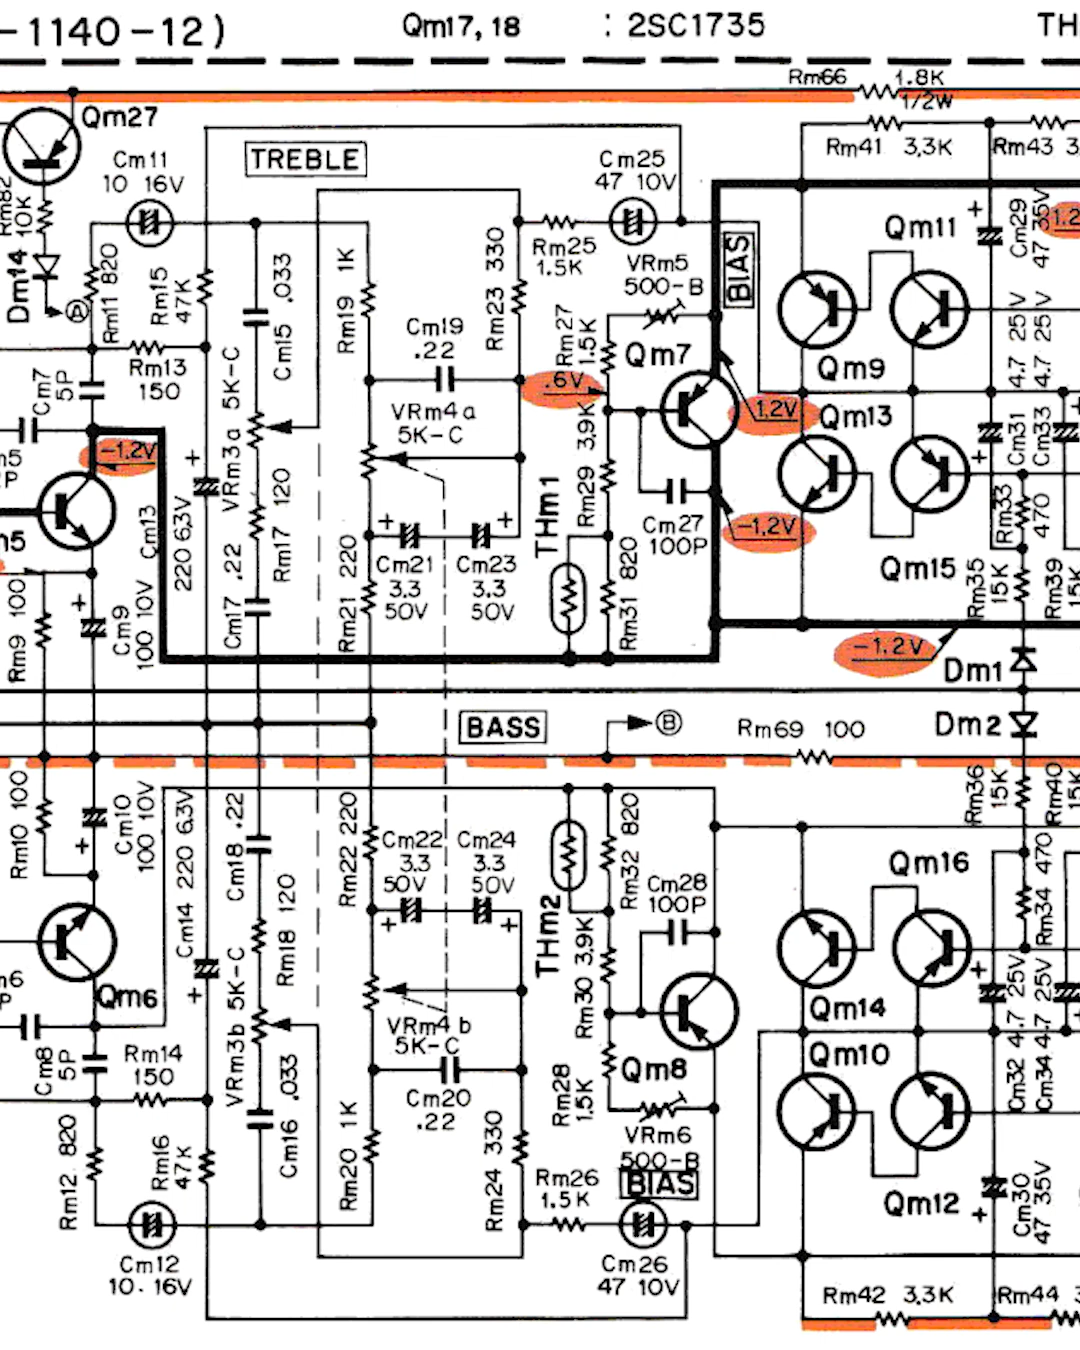 -1140-12)
Qm17, 18 : 2SC1735
TH
Rm66
1.8K
1/2W
Qm27
Rm41 3.3K
Rm43 3.
Cm11
10 16V
TREBLE
Cm25
47 10V
Rm82
10K
Dm14
A
Rm11 820
Rm15
47K
.033
Cm15
Rm19 1K
Rm23 330
Rm25
1.5K
VRm5
500-B
BIAS
Qm11
Cm29
47 35V
1.2
Cm7
5P
Rm13
150
Cm19
.22
Rm27
1.5K
Qm7
Qm9
4.7 25V
4.7 25V
.6V
VRm3a 5K-C
VRm4a
5K-C
1.2V
Qm13
Cm31
Cm33
m5
P
-1.2V
Rm29 3.9K
Cm13
220 6.3V
Rm17 120
THm1
Cm27
100P
-1.2V
Rm33
470
m5
Cm21
3.3
50V
Cm23
3.3
50V
Qm15
Rm35
15K
Rm39
15K
Rm9 100
Cm9
100 10V
Cm17 .22
Rm21 220
Rm31 820
-1.2V
Dm1
BASS
B
Rm69 100
Dm2
Rm10 100
Cm10
100 10V
Cm14 220 6.3V
Cm18 .22
Rm22 220
Cm22
3.3
50V
Cm24
3.3
50V
Rm32 820
Rm36
15K
Rm40
15K
Cm28
100P
Qm16
Rm34 470
Rm18 120
THm2
Rm30 3.9K
m6
P
Qm6
VRm3b 5K-C
VRm4b
5K-C
Qm14
Cm32 4.7 25V
Cm34 4.7 25V
Cm8
5P
Rm14
150
Cm16 .033
Cm20
.22
Rm28
1.5K
Qm8
Qm10
VRm6
500-B
BIAS
Rm12 820
Rm16
47K
Rm20 1K
Rm24 330
Rm26
1.5K
Qm12
Cm30
47 35V
Cm12
10. 16V
Cm26
47 10V
Rm42 3.3K
Rm44 3